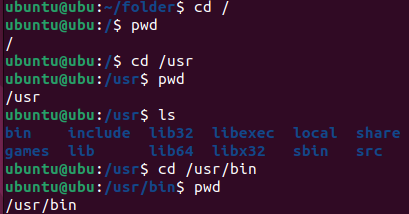 ubuntu@ubu:~/folder$ cd /
ubuntu@ubu:/$ pwd
/
ubuntu@ubu:/$ cd /usr
ubuntu@ubu:/usr$ pwd
/usr
ubuntu@ubu:/usr$ ls
bin include lib32 libexec local share
games lib lib64 libx32 sbin src
ubuntu@ubu:/usr$ cd /usr/bin
ubuntu@ubu:/usr/bin$ pwd
/usr/bin